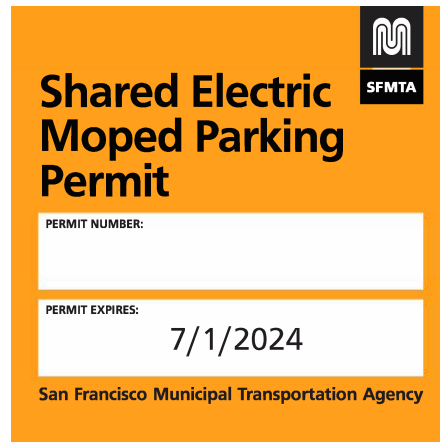 SFMTA
Shared Electric
Moped Parking
Permit
PERMIT NUMBER:
PERMIT EXPIRES:
7/1/2024
San Francisco Municipal Transportation Agency